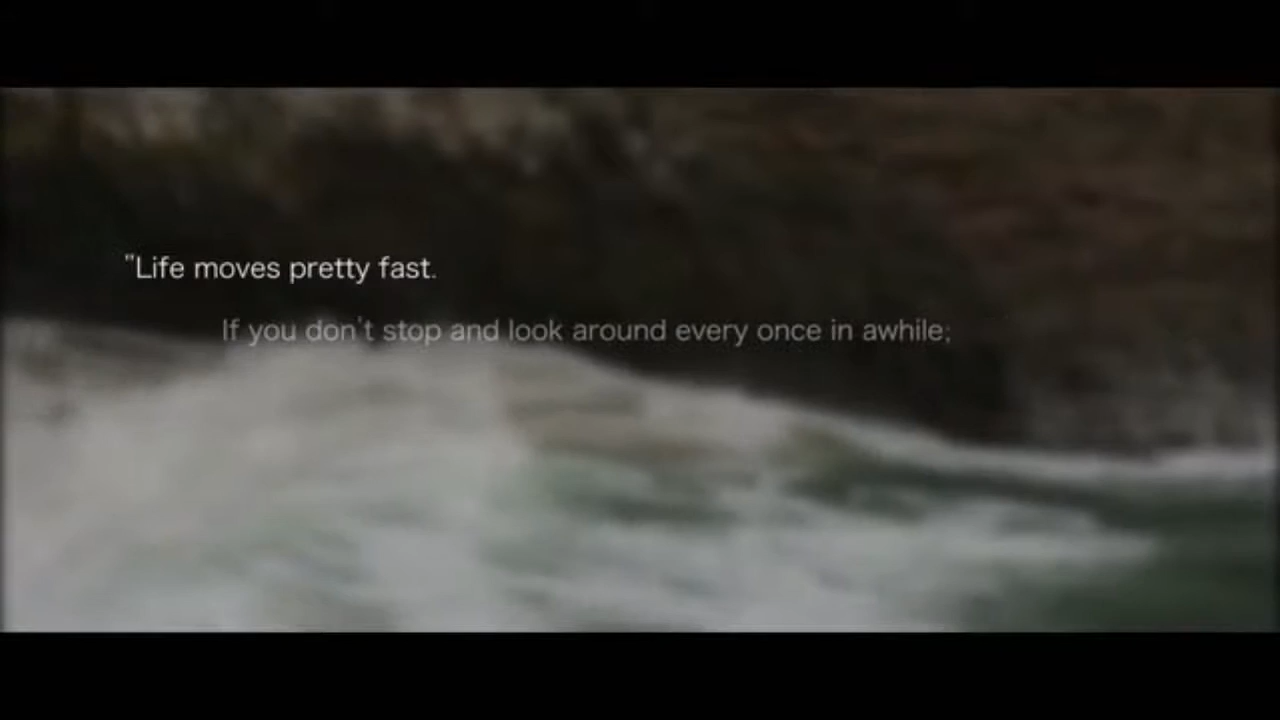 "Life moves pretty fast.
If you don't stop and look around every once in awhile;